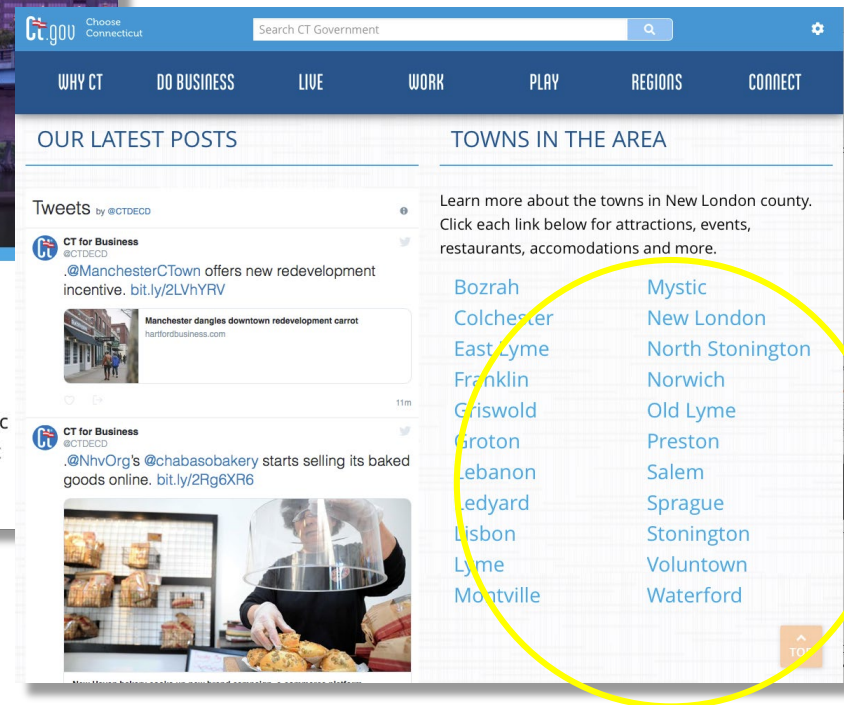 Ct.gov Choose
Connecticut
Search CT Government
WHY CT DO BUSINESS LIVE WORK PLAY REGIONS CONNECT
OUR LATEST POSTS
Tweets by @CTDECD
CT for Business
@CTDECD
.@ManchesterCTown offers new redevelopment
incentive. bit.ly/2LVhYRV
Manchester dangles downtown redevelopment carrot
hartfordbusiness.com
11m
CT for Business
@CTDECD
.@NhvOrg's @chabasobakery starts selling its baked
goods online. bit.ly/2Rg6XR6
TOWNS IN THE AREA
Learn more about the towns in New London county.
Click each link below for attractions, events,
restaurants, accomodations and more.
Bozrah
Colchester
East Lyme
Franklin
Griswold
Groton
Lebanon
Ledyard
Lisbon
Lyme
Montville
Mystic
New London
North Stonington
Norwich
Old Lyme
Preston
Salem
Sprague
Stonington
Voluntown
Waterford
TOP